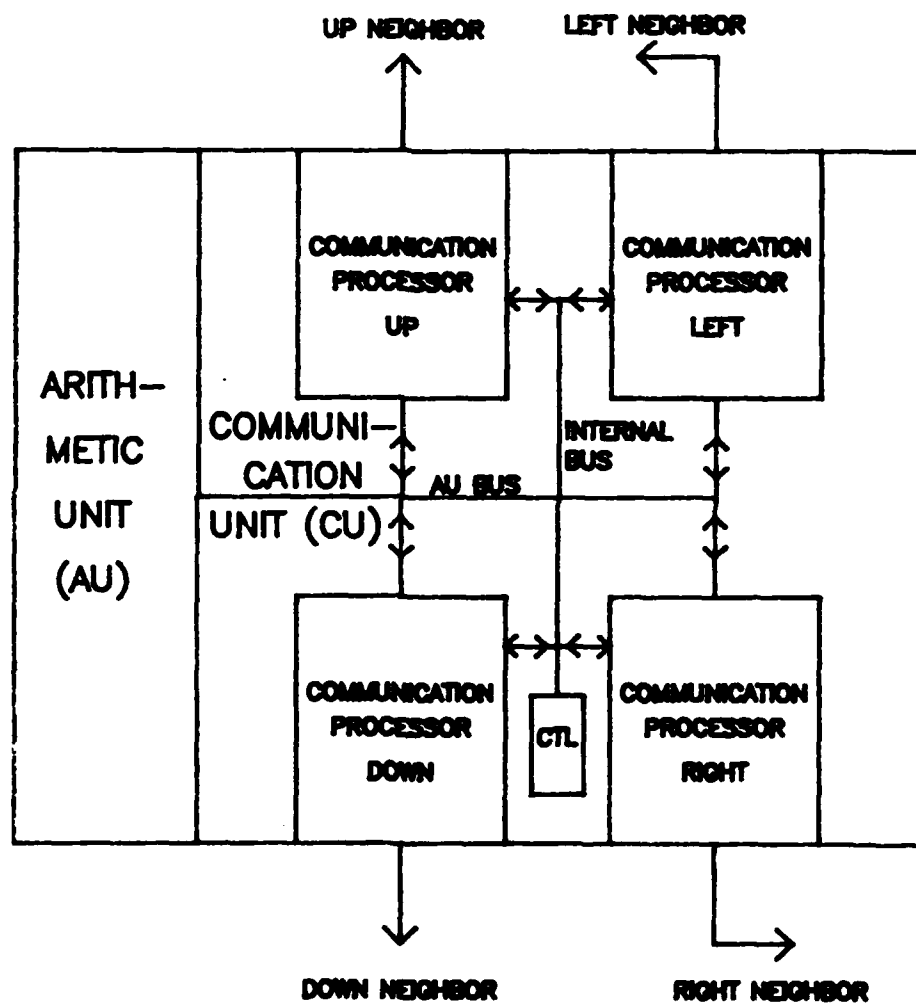 UP NEIGHBOR
LEFT NEIGHBOR
COMMUNICATION
PROCESSOR
UP
COMMUNICATION
PROCESSOR
LEFT
ARITH-
METIC
UNIT
(AU)
COMMUNI-
CATION
UNIT (CU)
AU BUS
INTERNAL
BUS
COMMUNICATION
PROCESSOR
DOWN
CTL
COMMUNICATION
PROCESSOR
RIGHT
DOWN NEIGHBOR
RIGHT NEIGHBOR